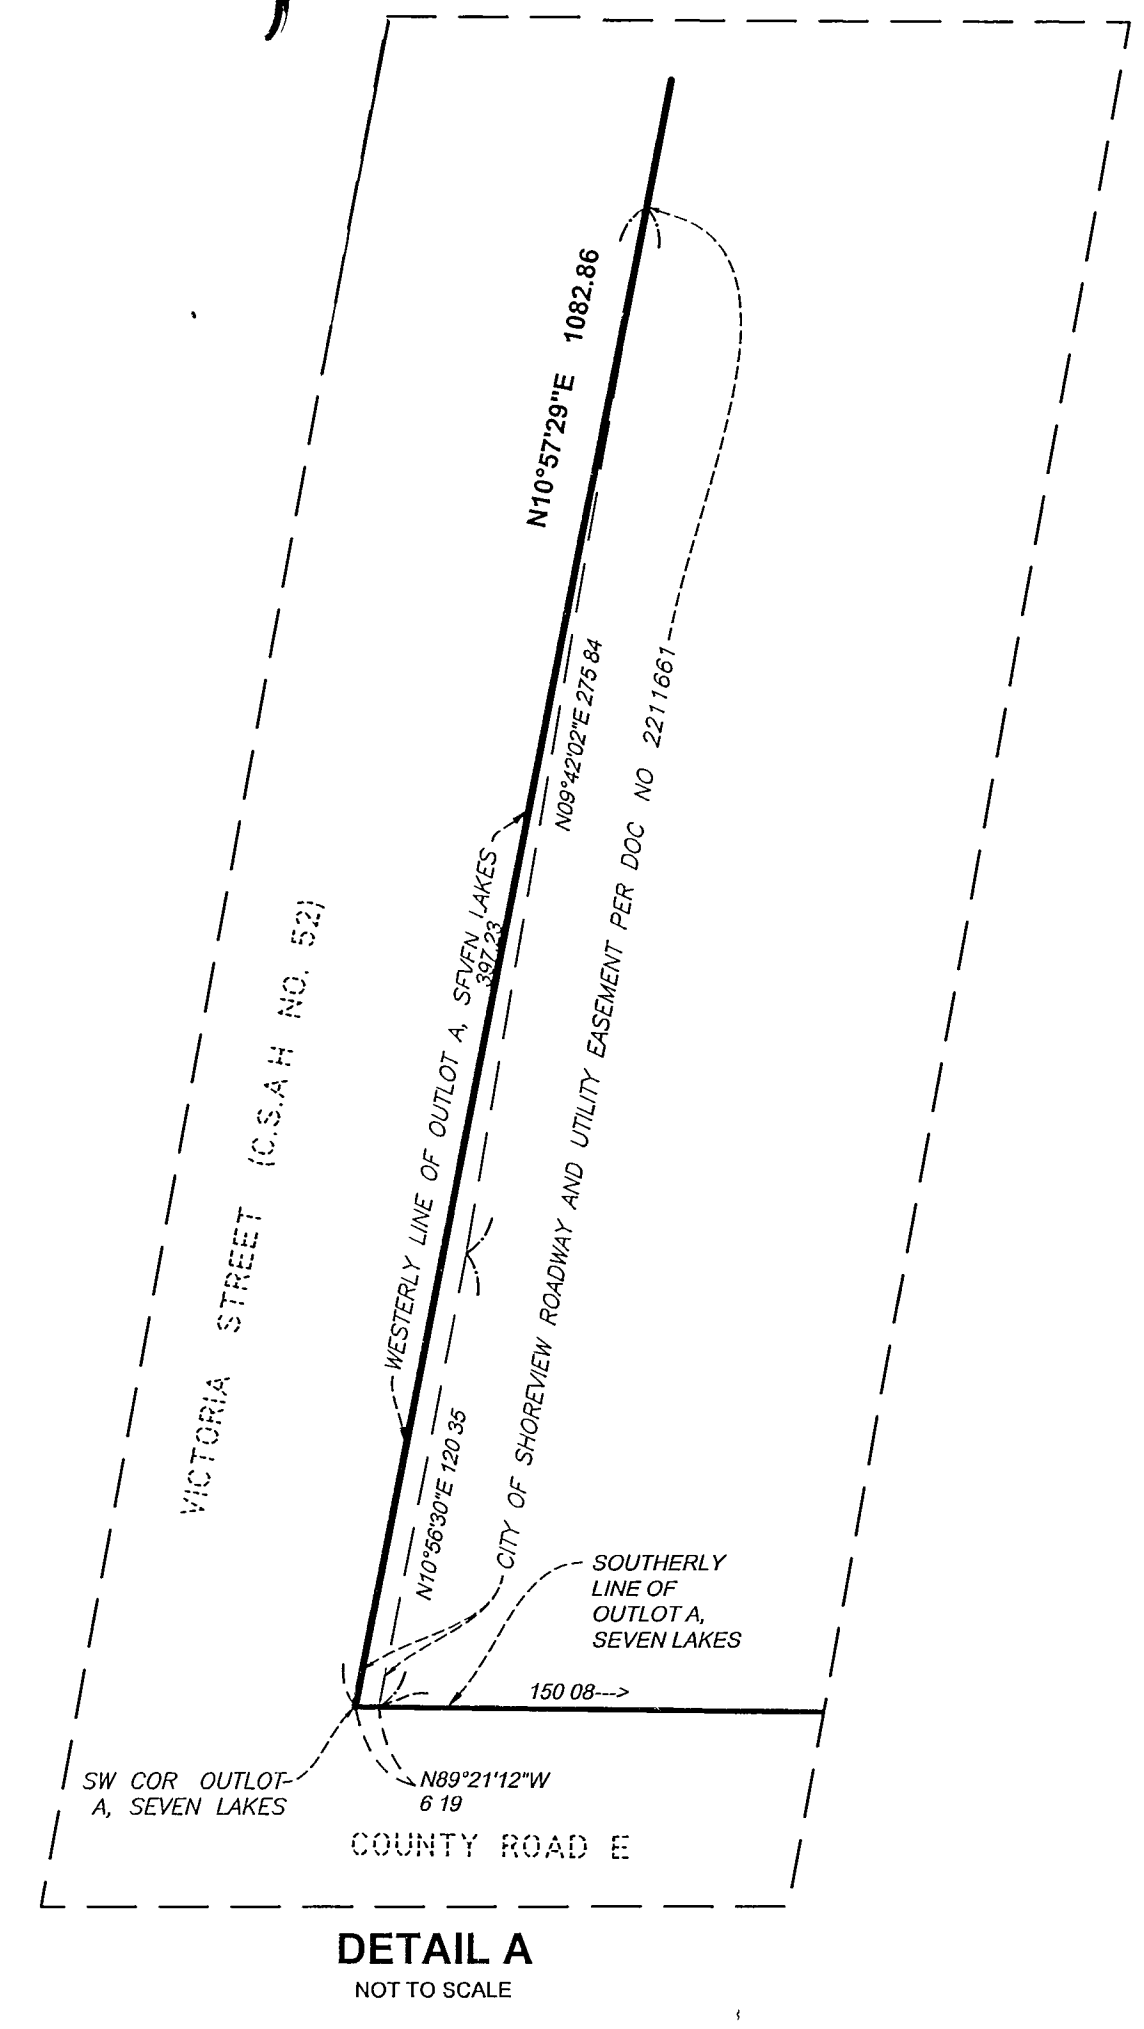 N10°57'29"E 1082.86
N09°42'02"E 275 84
WESTERLY LINE OF OUTLOT A, SEVEN LAKES
397.23
CITY OF SHOREVIEW ROADWAY AND UTILITY EASEMENT PER DOC NO 2211661
VICTORIA STREET (C.S.A H NO. 52)
N10°56'30"E 120 35
SOUTHERLY
LINE OF
OUTLOT A,
SEVEN LAKES
150 08--->
SW COR OUTLOT
A, SEVEN LAKES
N89°21'12"W
6 19
COUNTY ROAD E
DETAIL A
NOT TO SCALE